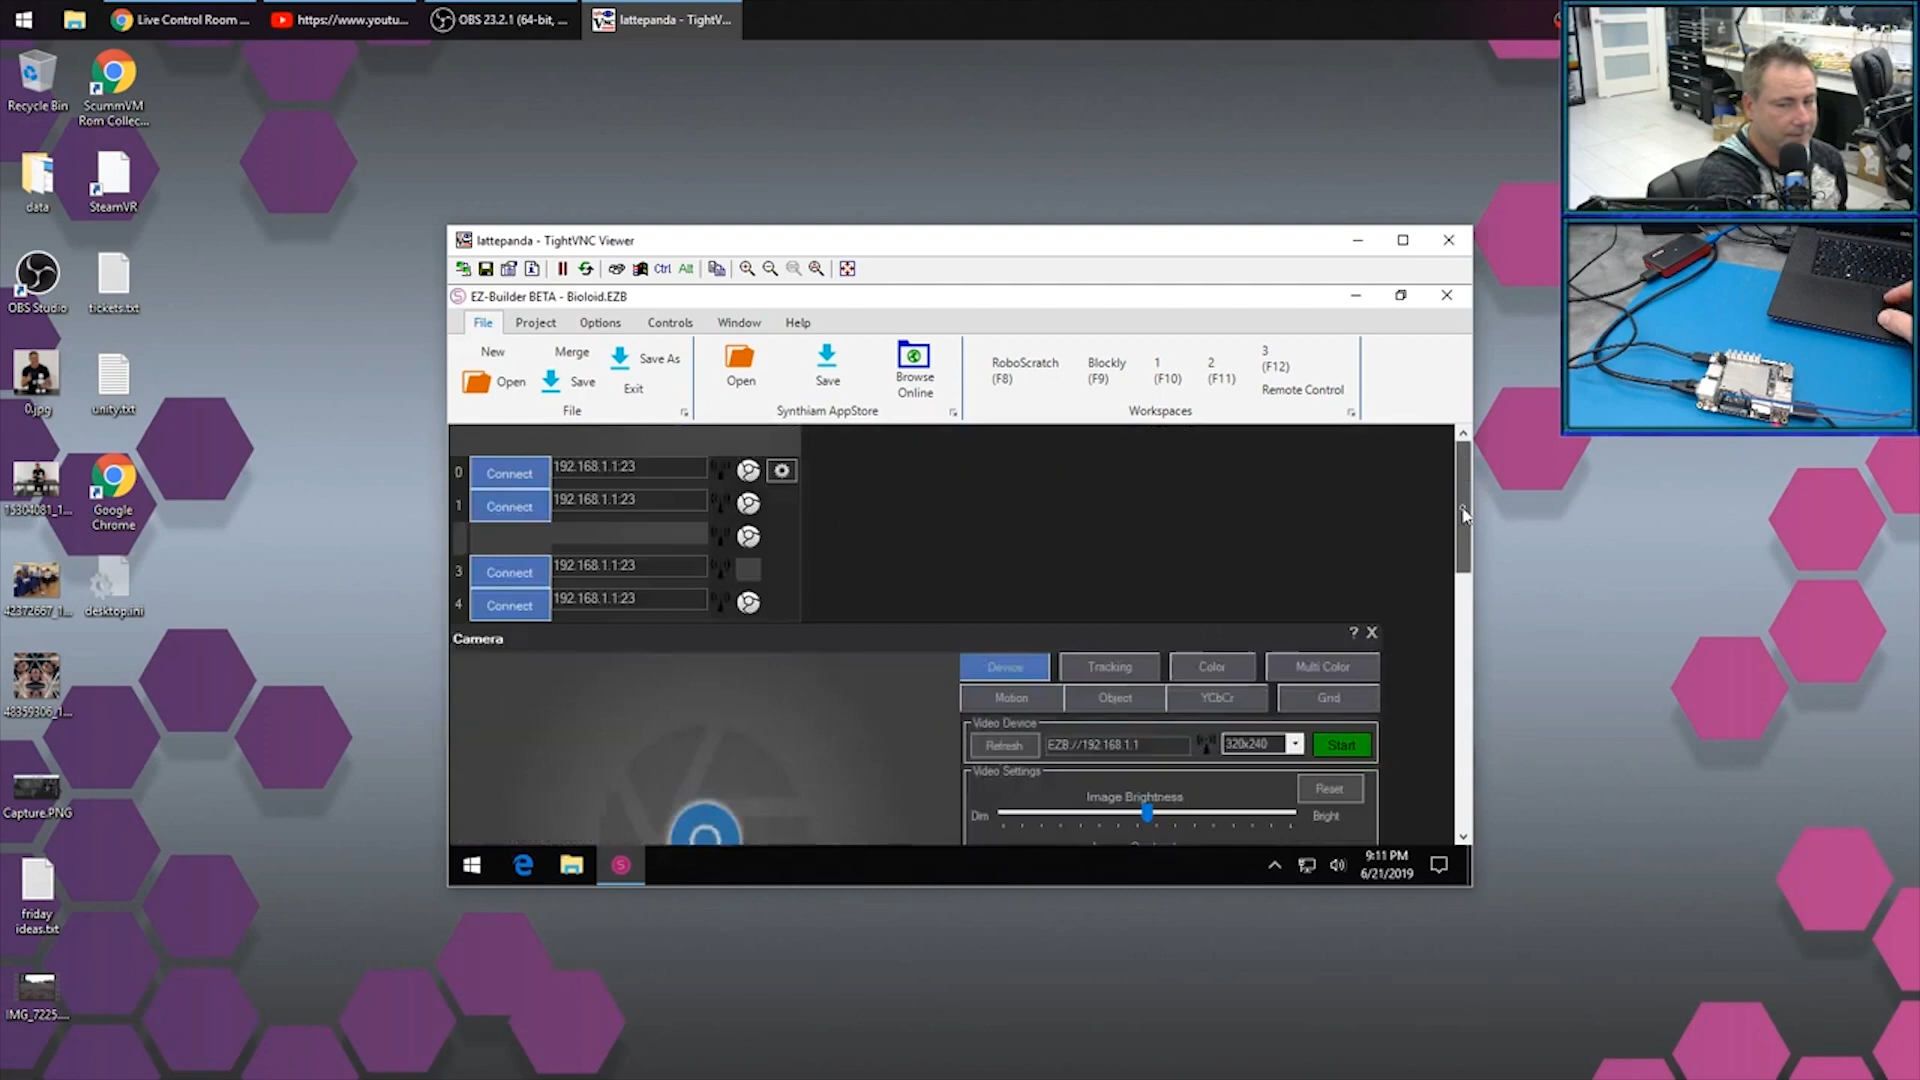 Live Control Room ...
https://www.youtu...
OBS 23.2.1 (64-bit, ...
lattepanda - TightV...
Recycle Bin
ScummVM
Rom Collec...
data
SteamVR
OBS Studio
tickets.txt
0.jpg
unity.txt
15304081_1...
Google
Chrome
42372667_1...
desktop.ini
48359306_1...
Capture.PNG
friday
ideas.txt
IMG_7225....
lattepanda - TightVNC Viewer
Ctrl
Alt
EZ-Builder BETA - Bioloid.EZB
File
Project
Options
Controls
Window
Help
New
Merge
Save As
Open
Save
Exit
File
Open
Save
Browse
Online
Synthiam AppStore
RoboScratch
(F8)
Blockly
(F9)
1
(F10)
2
(F11)
3
(F12)
Remote Control
Workspaces
0 Connect 192.168.1.1:23
1 Connect 192.168.1.1:23
3 Connect 192.168.1.1:23
4 Connect 192.168.1.1:23
Camera
? X
Device
Tracking
Color
Multi Color
Motion
Object
YCbCr
Grid
Video Device
Refresh
EZB://192.168.1.1
320x240
Start
Video Settings
Image Brightness
Reset
Dim
Bright
9:11 PM
6/21/2019